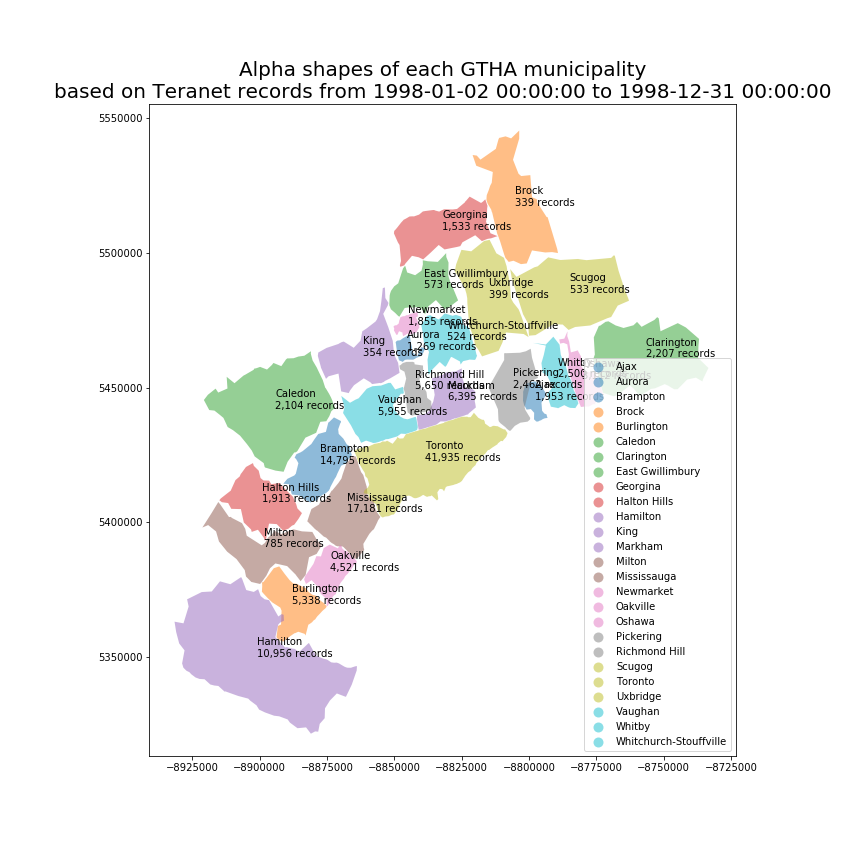 Alpha shapes of each GTHA municipality
based on Teranet records from 1998-01-02 00:00:00 to 1998-12-31 00:00:00
5550000
5500000
5450000
5400000
5350000
Brock
339 records
Georgina
1,533 records
East Gwillimbury
573 records
Uxbridge
399 records
Scugog
533 records
Newmarket
1,855 records
Whitchurch-Stouffville
524 records
Aurora
1,269 records
King
354 records
Clarington
2,207 records
Richmond Hill
5,650 records
Markham
6,395 records
Pickering
2,462 records
Ajax
1,953 records
Whitby
Oshawa
Caledon
2,104 records
Vaughan
5,955 records
Brampton
14,795 records
Toronto
41,935 records
Halton Hills
1,913 records
Mississauga
17,181 records
Milton
785 records
Oakville
4,521 records
Burlington
5,338 records
Hamilton
10,956 records
Ajax
Aurora
Brampton
Brock
Burlington
Caledon
Clarington
East Gwillimbury
Georgina
Halton Hills
Hamilton
King
Markham
Milton
Mississauga
Newmarket
Oakville
Oshawa
Pickering
Richmond Hill
Scugog
Toronto
Uxbridge
Vaughan
Whitby
Whitchurch-Stouffville
−8925000
−8900000
−8875000
−8850000
−8825000
−8800000
−8775000
−8750000
−8725000